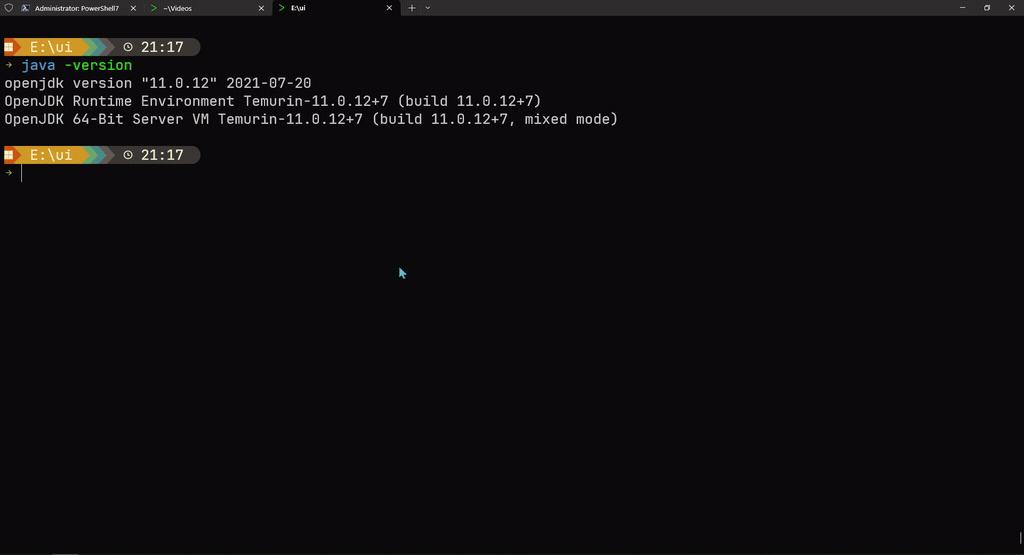 Administrator: PowerShell7 ~\Videos E:\ui
E:\ui 21:17
→ java -version
openjdk version "11.0.12" 2021-07-20
OpenJDK Runtime Environment Temurin-11.0.12+7 (build 11.0.12+7)
OpenJDK 64-Bit Server VM Temurin-11.0.12+7 (build 11.0.12+7, mixed mode)
E:\ui 21:17
→